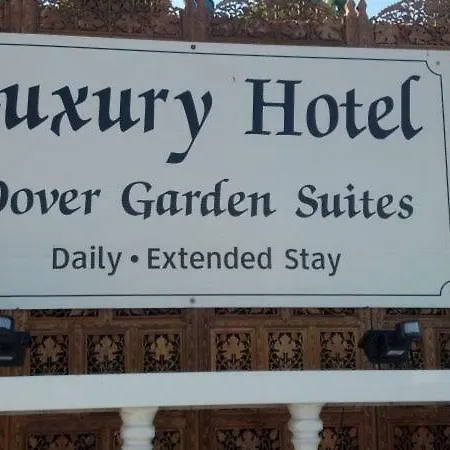 uxury Hotel
Dover Garden Suites
Daily • Extended Stay